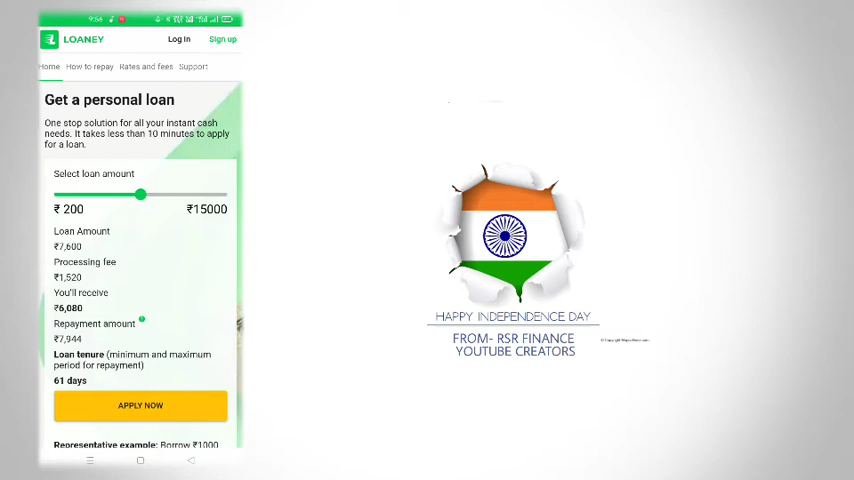 9:56
LOANEY
Log In
Sign up
Home
How to repay
Rates and fees
Support
Get a personal loan
One stop solution for all your instant cash
needs. It takes less than 10 minutes to apply
for a loan.
Select loan amount
₹ 200
₹15000
Loan Amount
₹7,600
Processing fee
₹1,520
You'll receive
₹6,080
Repayment amount
₹7,944
Loan tenure (minimum and maximum
period for repayment)
61 days
APPLY NOW
Representative example: Borrow ₹1000
HAPPY INDEPENDENCE DAY
FROM- RSR FINANCE
YOUTUBE CREATORS